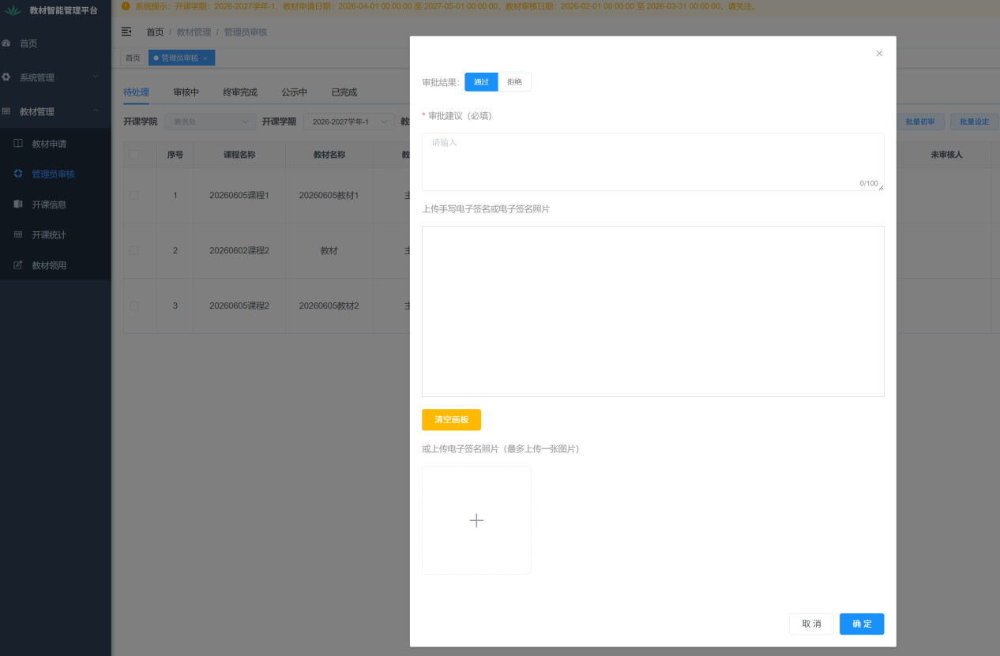 教材智能管理平台
系统提示：开课学期：2026-2027学年-1，教材申请日期：2026-04-01 00:00:00 至 2027-05-01 00:00:00，教材审核日期：2026-02-01 00:00:00 至 2026-03-31 00:00:00，请关注。
首页 / 教材管理 / 管理员审核
首页
管理员审核 ×
首页
系统管理
教材管理
教材申请
管理员审核
开课信息
开课统计
教材领用
待处理 审核中 终审完成 公示中 已完成
开课学院 教务处 开课学期 2026-2027学年-1 教
批量初审 批量设定
序号 课程名称 教材名称 教 未审核人
1 20260605课程1 20260605教材1 主
2 20260602课程2 教材 主
3 20260605课程2 20260605教材2 主
审批结果： 通过 拒绝
* 审批建议（必填）
请输入
0/100
上传手写电子签名或电子签名照片
清空画板
或上传电子签名照片（最多上传一张图片）
取 消 确 定